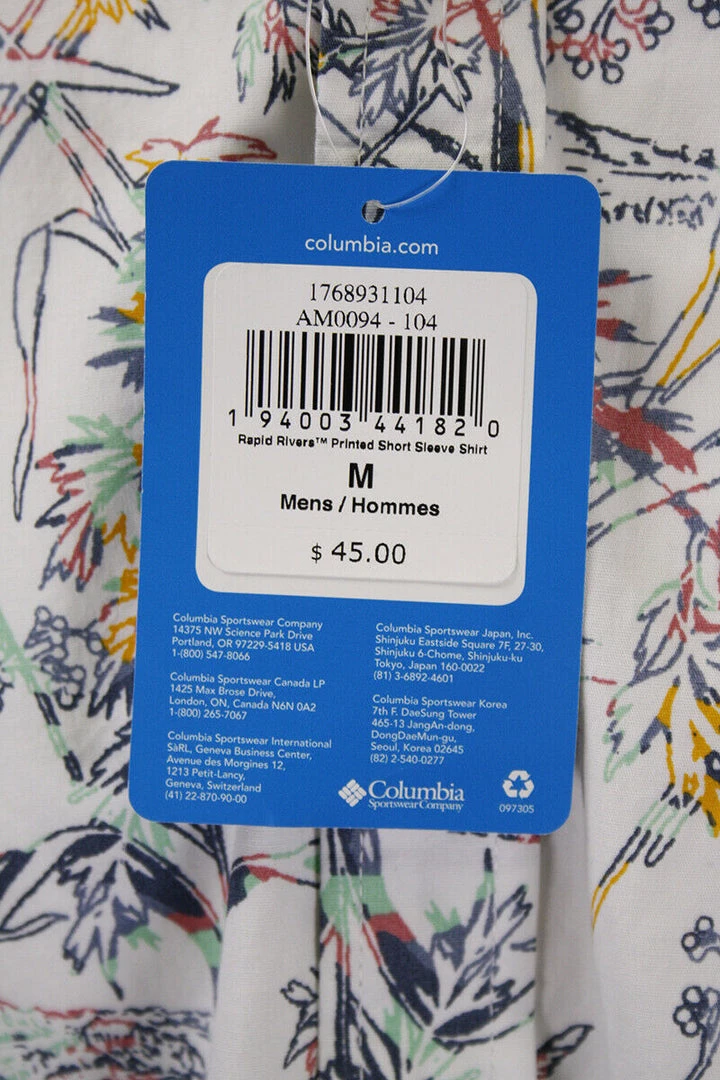 columbia.com
1768931104
AM0094 - 104
1 94003 44182 0
Rapid Rivers™ Printed Short Sleeve Shirt
M
Mens / Hommes
$ 45.00
Columbia Sportswear Company
14375 NW Science Park Drive
Portland, OR 97229-5418 USA
1-(800) 547-8066
Columbia Sportswear Canada LP
1425 Max Brose Drive,
London, ON, Canada N6N 0A2
1-(800) 265-7067
Columbia Sportswear International
SàRL, Geneva Business Center,
Avenue des Morgines 12,
1213 Petit-Lancy,
Geneva, Switzerland
(41) 22-870-90-00
Columbia Sportswear Japan, Inc.
Shinjuku Eastside Square 7F, 27-30,
Shinjuku 6-Chome, Shinjuku-ku
Tokyo, Japan 160-0022
(81) 3-6892-4601
Columbia Sportswear Korea
7th F. DaeSung Tower
465-13 JangAn-dong,
DongDaeMun-gu,
Seoul, Korea 02645
(82) 2-540-0277
Columbia
Sportswear Company
097305